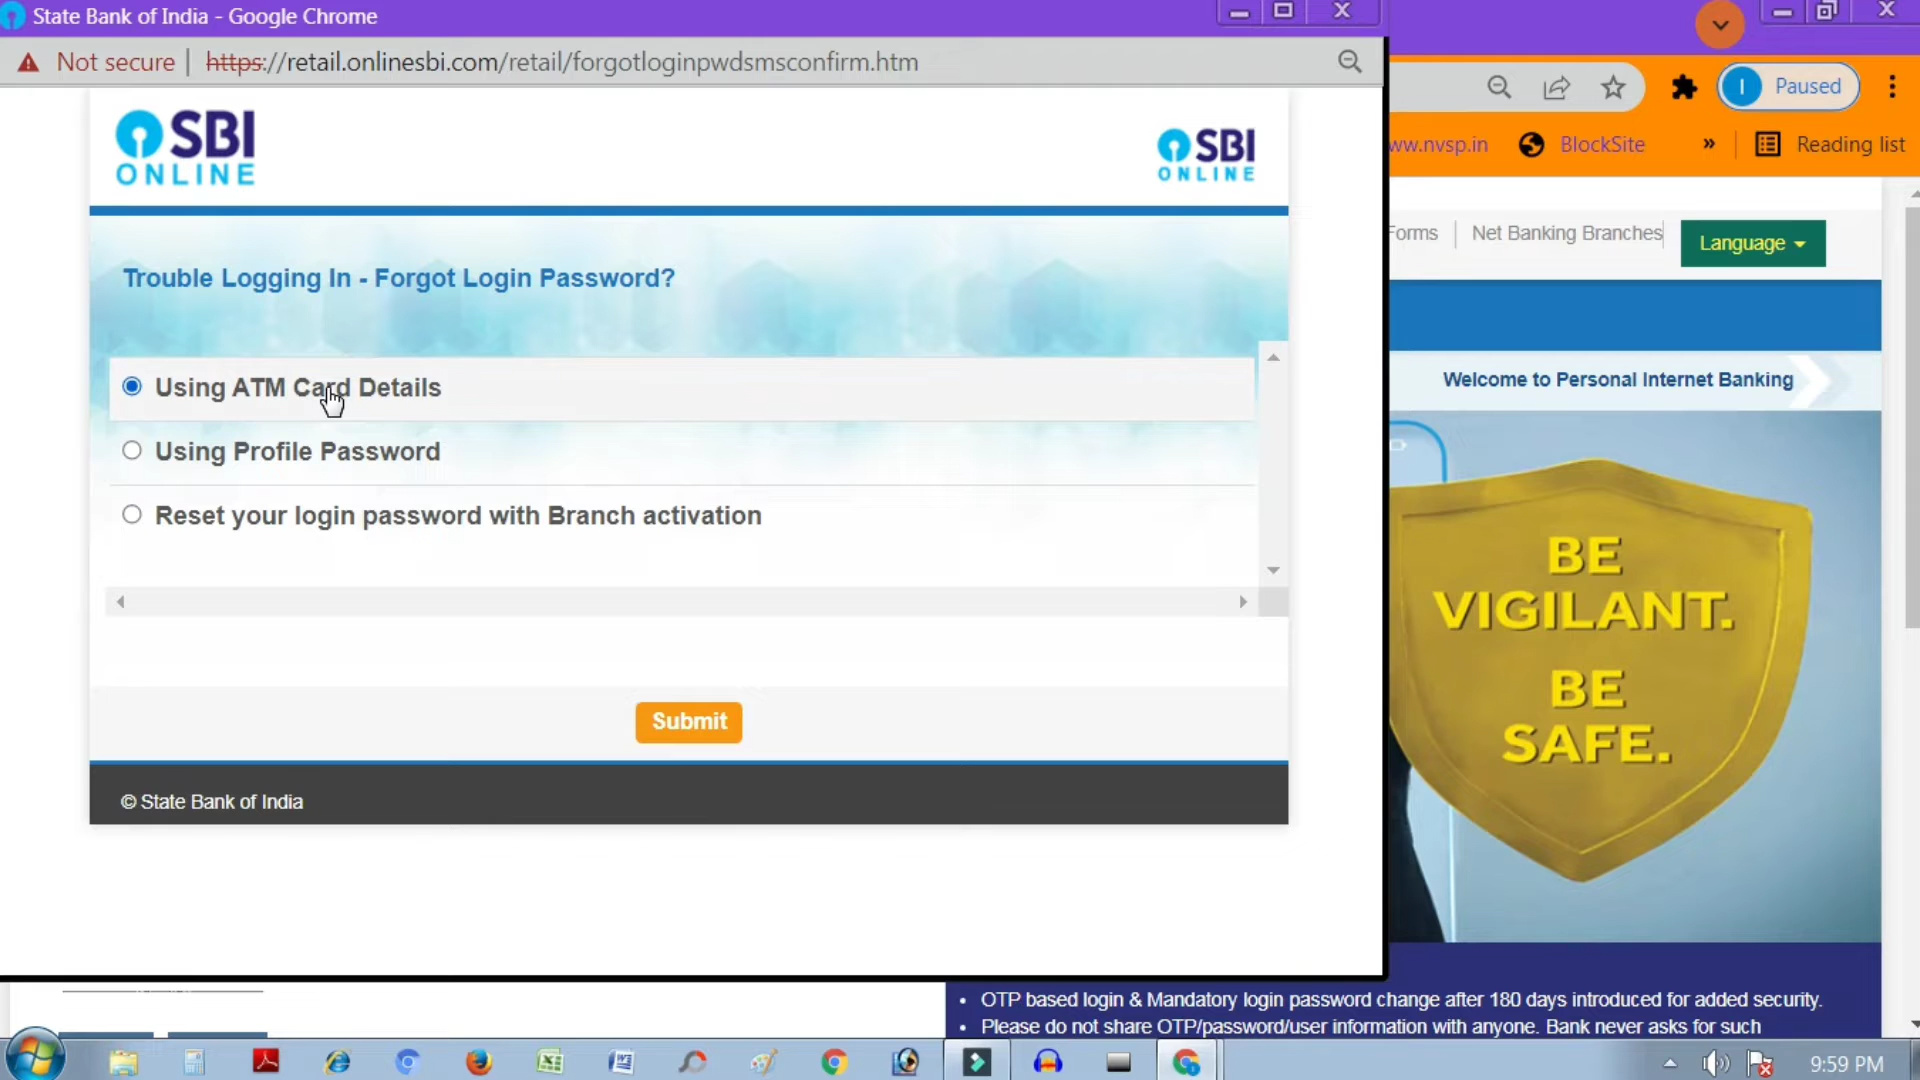 State Bank of India - Google Chrome
Not secure | https://retail.onlinesbi.com/retail/forgotloginpwdsmsconfirm.htm
Paused
ww.nvsp.in
BlockSite
»
Reading list
SBI
ONLINE
SBI
ONLINE
Forms
Net Banking Branches
Language
Trouble Logging In - Forgot Login Password?
Welcome to Personal Internet Banking
Using ATM Card Details
Using Profile Password
Reset your login password with Branch activation
Submit
© State Bank of India
BE
VIGILANT.
BE
SAFE.
• OTP based login & Mandatory login password change after 180 days introduced for added security.
• Please do not share OTP/password/user information with anyone. Bank never asks for such
9:59 PM